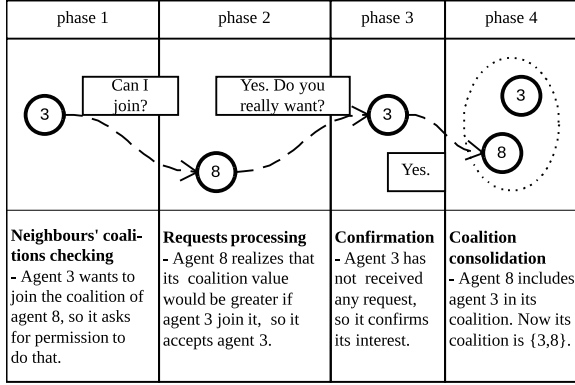 phase 1
phase 2
phase 3
phase 4
Can I
join?
Yes. Do you
really want?
Yes.
3
8
3
3
8
Neighbours' coali-
tions checking
- Agent 3 wants to
join the coalition of
agent 8, so it asks
for permission to
do that.
Requests processing
- Agent 8 realizes that
its coalition value
would be greater if
agent 3 join it, so it
accepts agent 3.
Confirmation
- Agent 3 has
not received
any request,
so it confirms
its interest.
Coalition
consolidation
- Agent 8 includes
agent 3 in its
coalition. Now its
coalition is {3,8}.